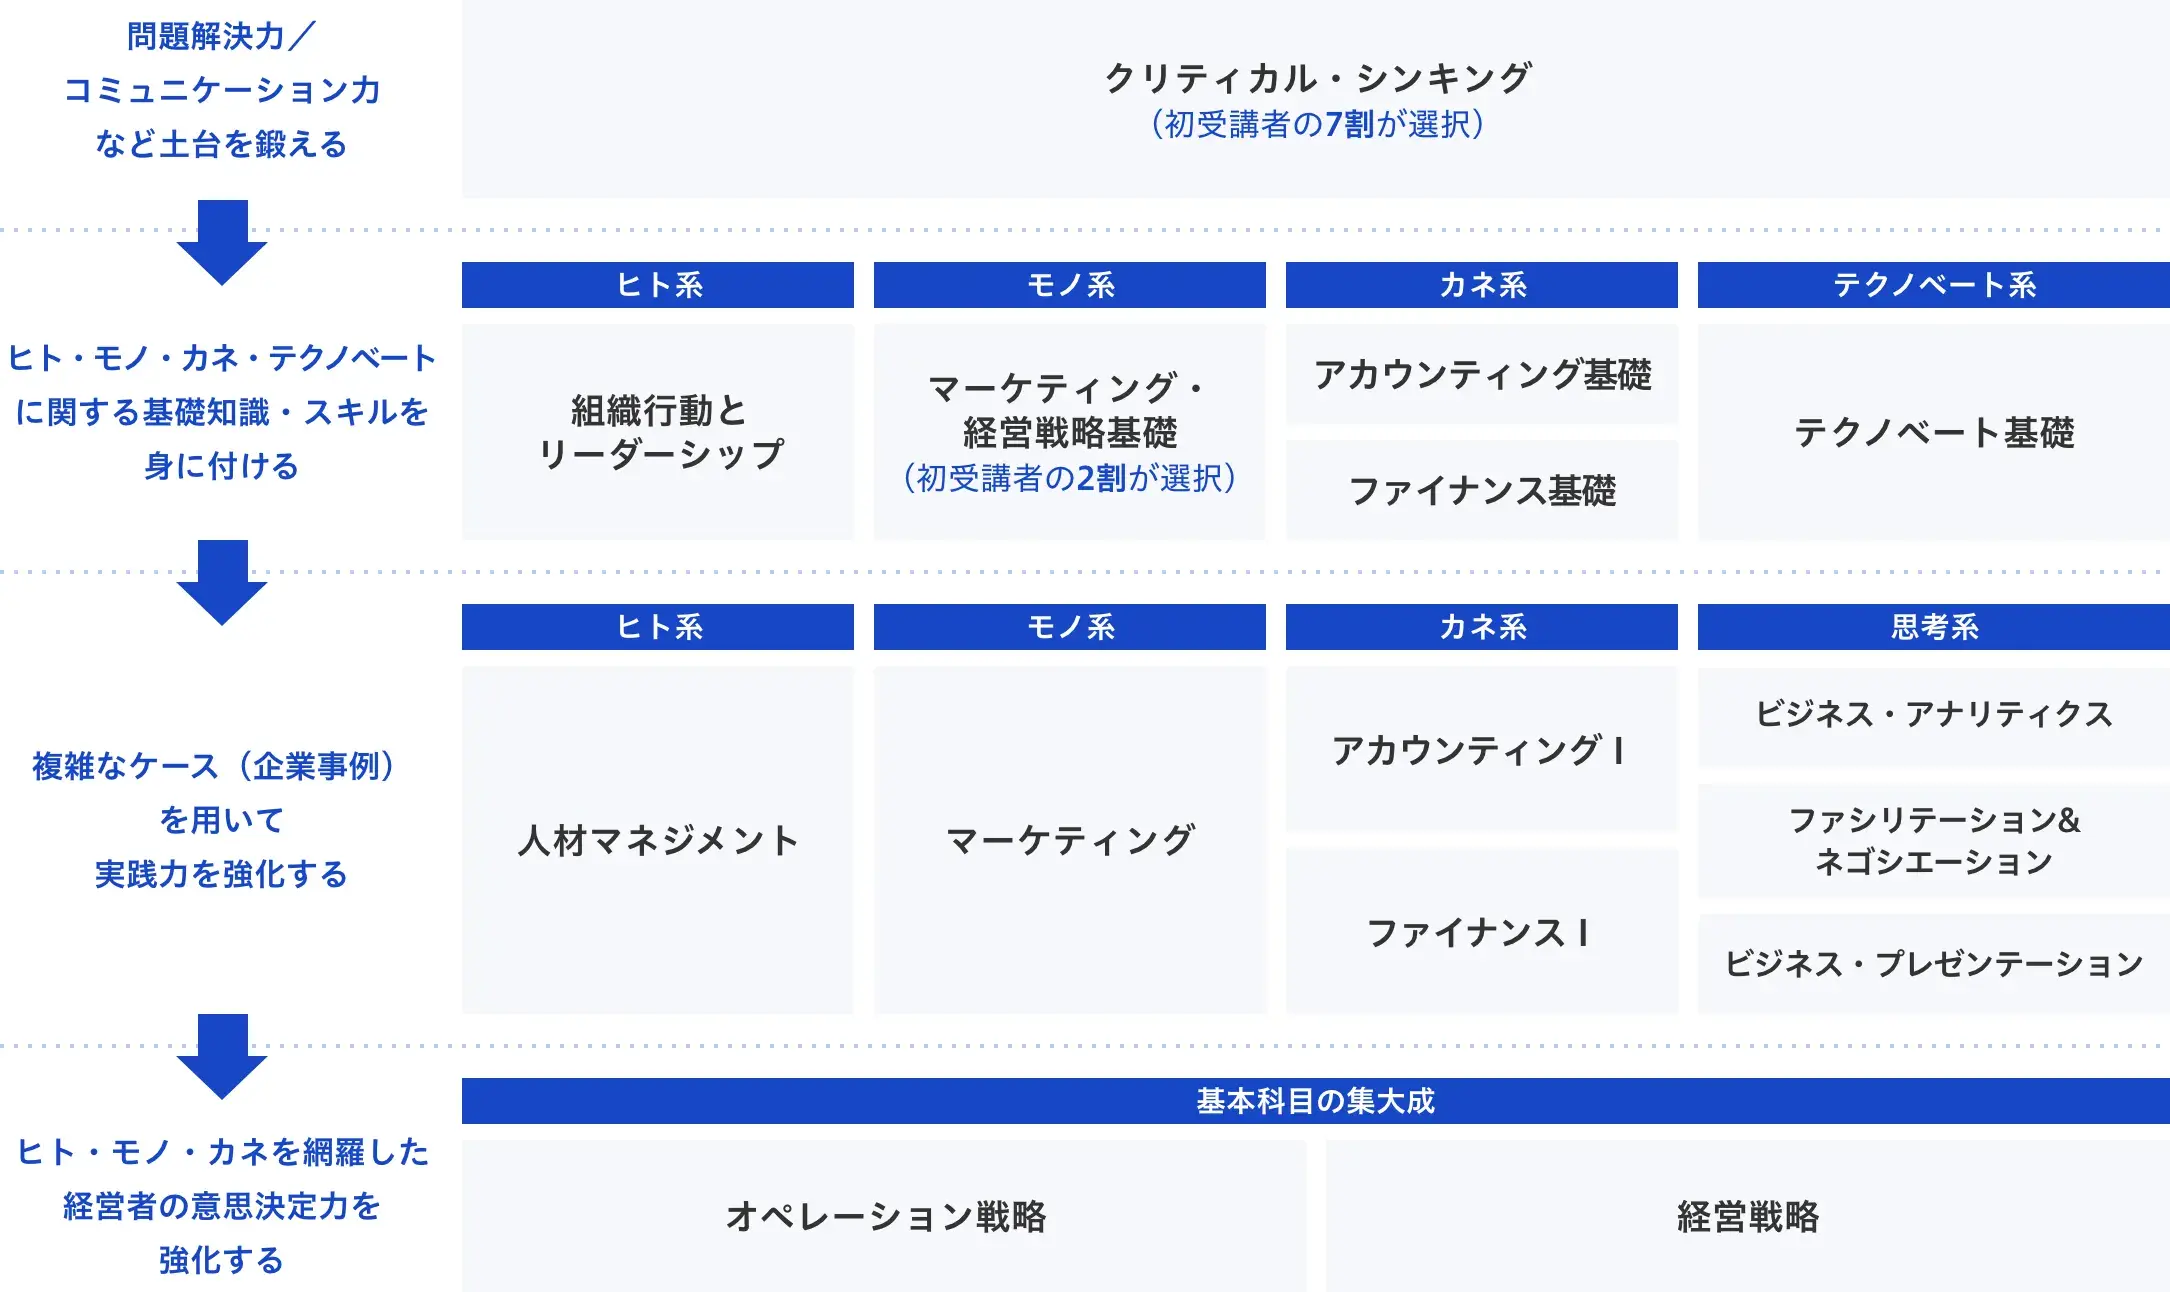 問題解決力／
コミュニケーション力
など土台を鍛える
クリティカル・シンキング
（初受講者の7割が選択）
ヒト・モノ・カネ・テクノベート
に関する基礎知識・スキルを
身に付ける
ヒト系
組織行動と
リーダーシップ
モノ系
マーケティング・
経営戦略基礎
（初受講者の2割が選択）
カネ系
アカウンティング基礎
ファイナンス基礎
テクノベート系
テクノベート基礎
複雑なケース（企業事例）
を用いて
実践力を強化する
ヒト系
人材マネジメント
モノ系
マーケティング
カネ系
アカウンティングⅠ
ファイナンスⅠ
思考系
ビジネス・アナリティクス
ファシリテーション&
ネゴシエーション
ビジネス・プレゼンテーション
ヒト・モノ・カネを網羅した
経営者の意思決定力を
強化する
基本科目の集大成
オペレーション戦略
経営戦略